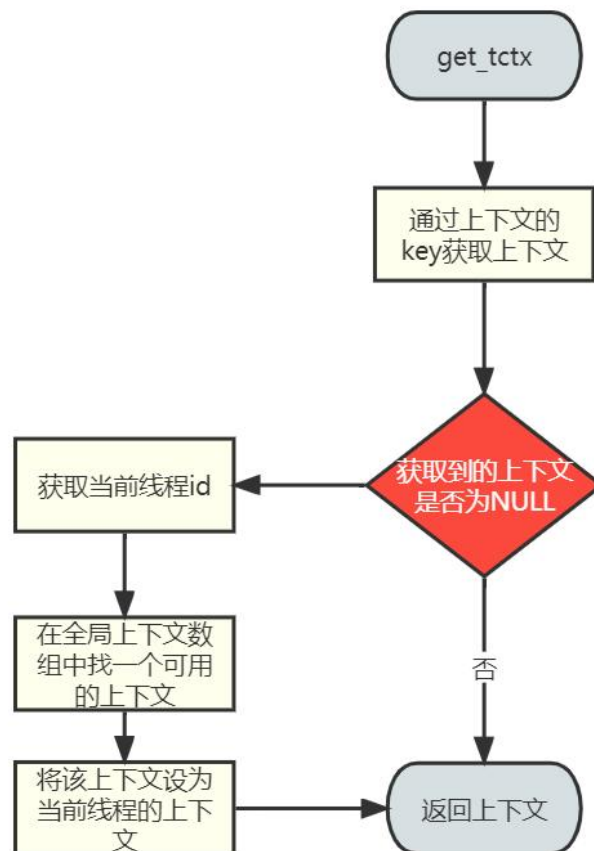 get_tctx
通过上下文的
key获取上下文
获取到的上下文
是否为NULL
获取当前线程id
在全局上下文数
组中找一个可用
的上下文
否
将该上下文设为
当前线程的上下
文
返回上下文